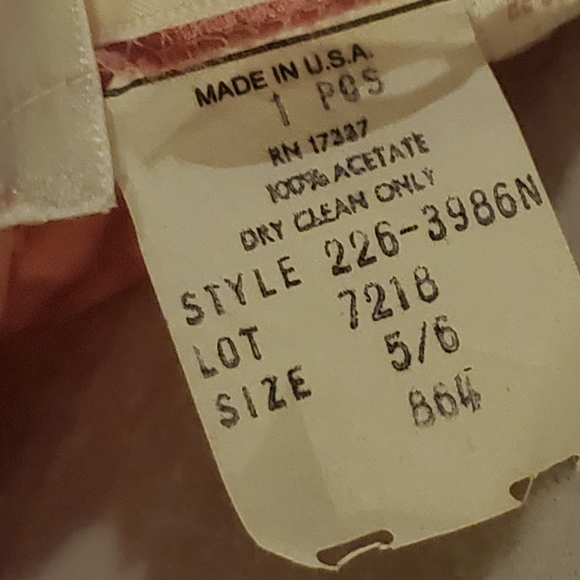 MADE IN U.S.A.
1 PCS
RN 17337
100% ACETATE
DRY CLEAN ONLY
STYLE 226-3986N
LOT 7218
SIZE 5/6
864